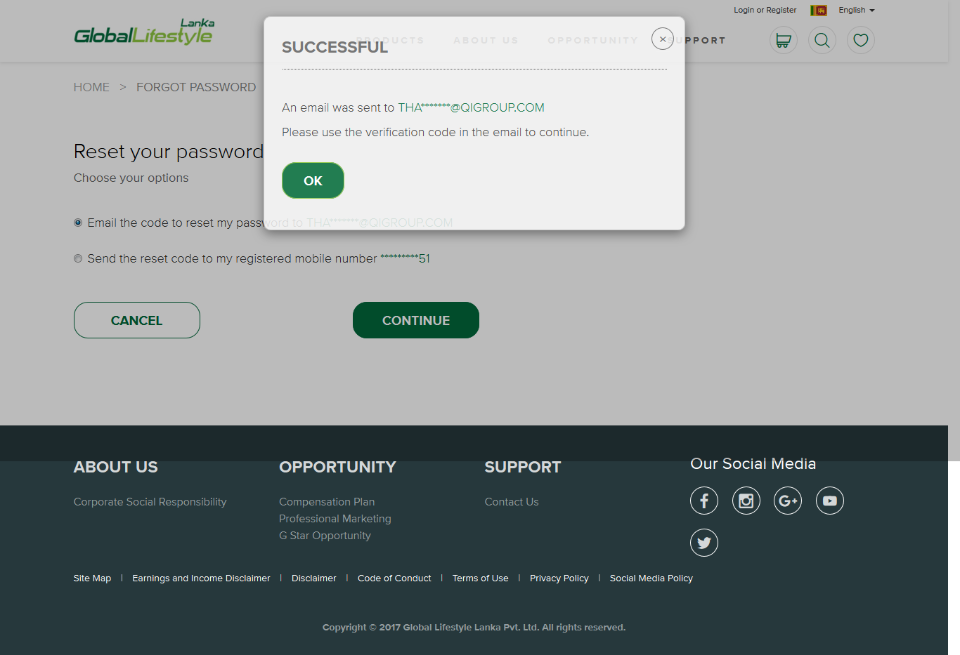 Login or Register English
GlobalLifestyle Lanka
PRODUCTS ABOUT US OPPORTUNITY SUPPORT
HOME > FORGOT PASSWORD
SUCCESSFUL
An email was sent to THA*******@QIGROUP.COM
Please use the verification code in the email to continue.
OK
Reset your password
Choose your options
Email the code to reset my password to THA*******@QIGROUP.COM
Send the reset code to my registered mobile number *********51
CANCEL CONTINUE
ABOUT US OPPORTUNITY SUPPORT Our Social Media
Corporate Social Responsibility Compensation Plan Contact Us
Professional Marketing
G Star Opportunity
Site Map | Earnings and Income Disclaimer | Disclaimer | Code of Conduct | Terms of Use | Privacy Policy | Social Media Policy
Copyright © 2017 Global Lifestyle Lanka Pvt. Ltd. All rights reserved.